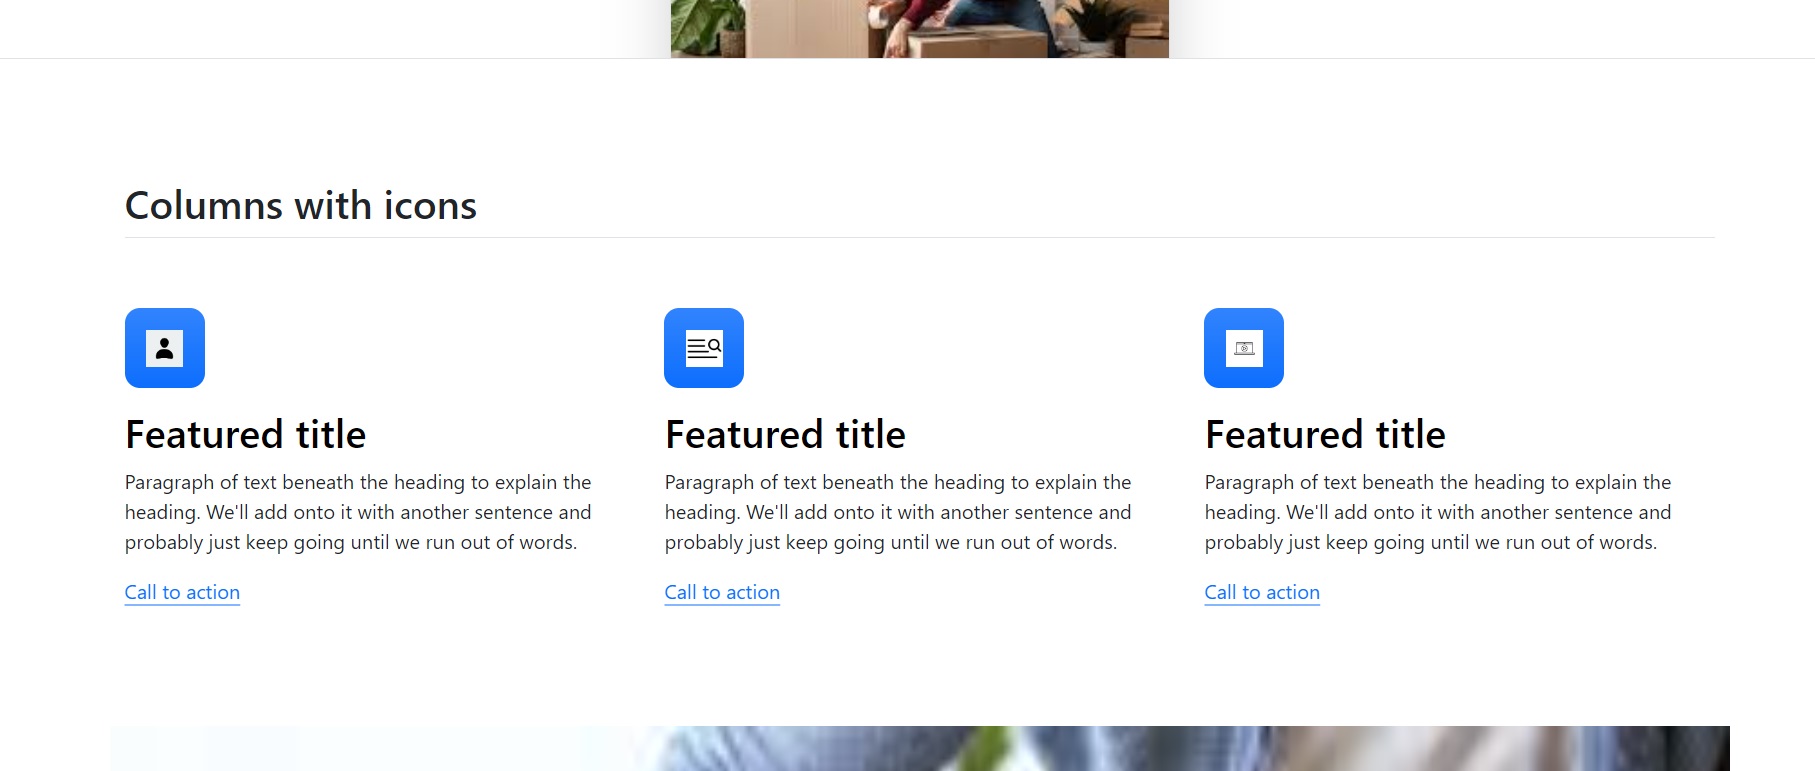 Columns with icons
Featured title
Paragraph of text beneath the heading to explain the
heading. We'll add onto it with another sentence and
probably just keep going until we run out of words.
Call to action
Featured title
Paragraph of text beneath the heading to explain the
heading. We'll add onto it with another sentence and
probably just keep going until we run out of words.
Call to action
Featured title
Paragraph of text beneath the heading to explain the
heading. We'll add onto it with another sentence and
probably just keep going until we run out of words.
Call to action